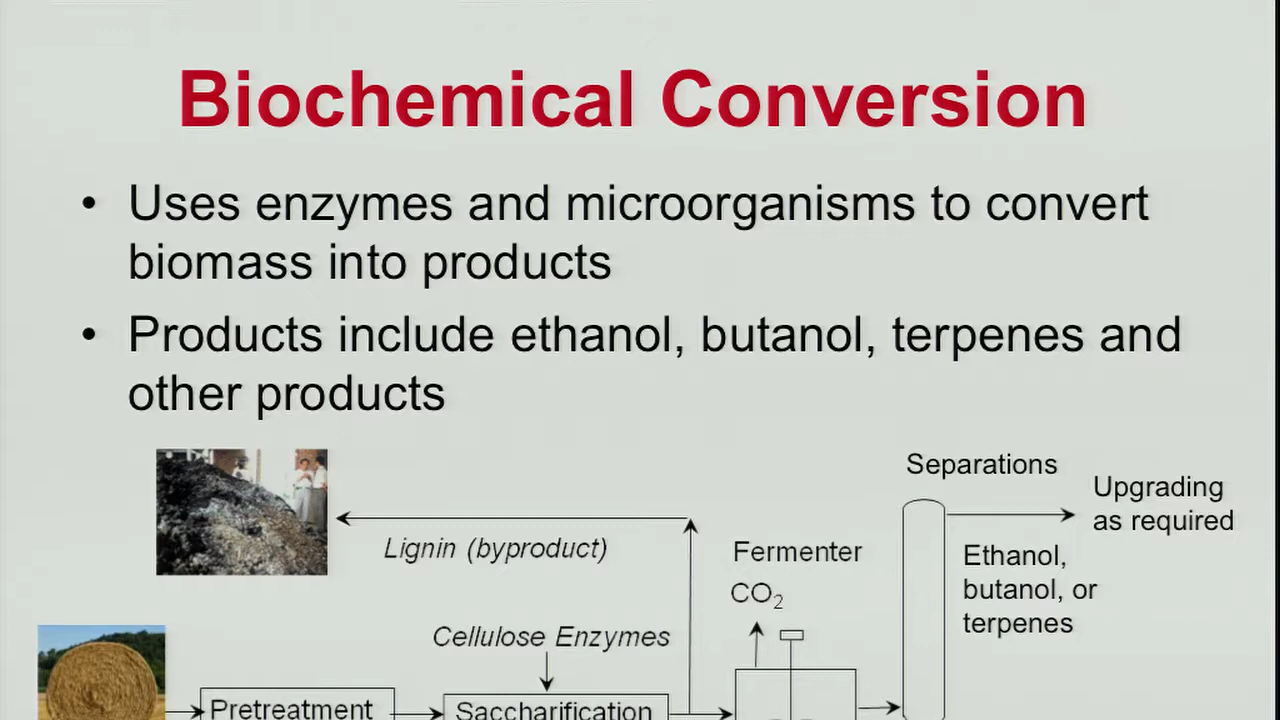 Biochemical Conversion
• Uses enzymes and microorganisms to convert
biomass into products
• Products include ethanol, butanol, terpenes and
other products
Separations
Upgrading
as required
Lignin (byproduct)
Fermenter
CO₂
Ethanol,
butanol, or
terpenes
Cellulose Enzymes
Pretreatment
Saccharification